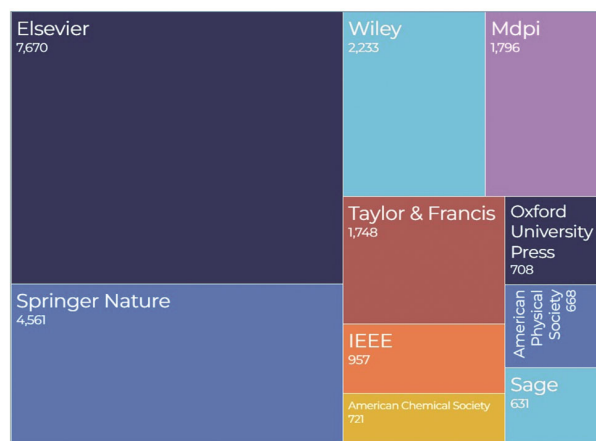 Elsevier
7,670
Wiley
2,233
Mdpi
1,796
Taylor & Francis
1,748
Oxford
University
Press
708
Springer Nature
4,561
American
Physical
Society
668
IEEE
957
Sage
631
American Chemical Society
721